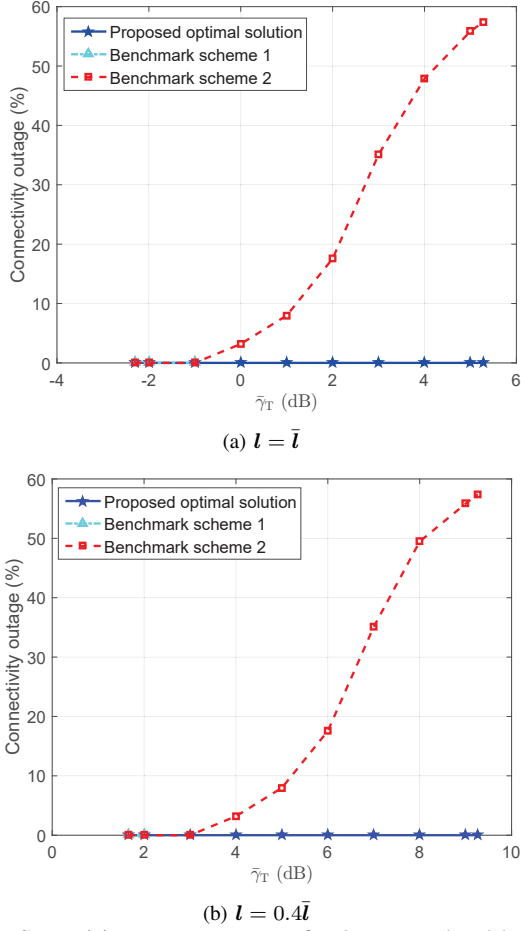 Proposed optimal solution
Benchmark scheme 1
Benchmark scheme 2
Connectivity outage (%)
60
50
40
30
20
10
0
-4 -2 0 2 4 6
γ̄_T (dB)
(a) l = l̄
Proposed optimal solution
Benchmark scheme 1
Benchmark scheme 2
Connectivity outage (%)
60
50
40
30
20
10
0
0 2 4 6 8 10
γ̄_T (dB)
(b) l = 0.4l̄